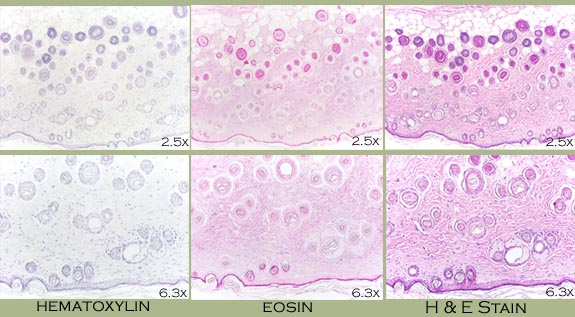 2.5x 2.5x 2.5x
6.3x 6.3x 6.3x
HEMATOXYLIN EOSIN H & E STAIN